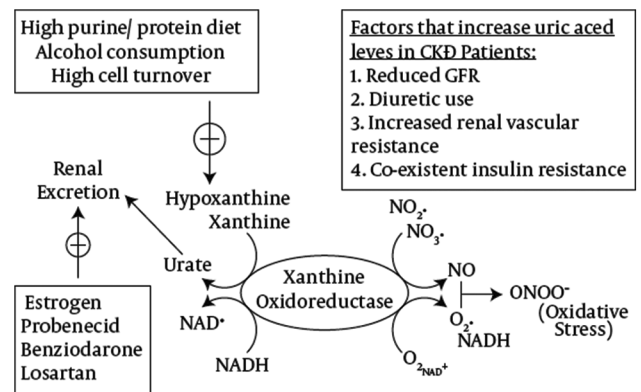 High purine/ protein diet
Alcohol consumption
High cell turnover
Factors that increase uric aced
leves in CKĐ Patients:
1. Reduced GFR
2. Diuretic use
3. Increased renal vascular
resistance
4. Co-existent insulin resistance
Renal
Excretion
Hypoxanthine
Xanthine
NO₂·
NO₃·
Urate
Xanthine
Oxidoreductase
NO
ONOO⁻
(Oxidative
Stress)
O₂·
NADH
NAD·
NADH
O₂NAD⁺
Estrogen
Probenecid
Benziodarone
Losartan